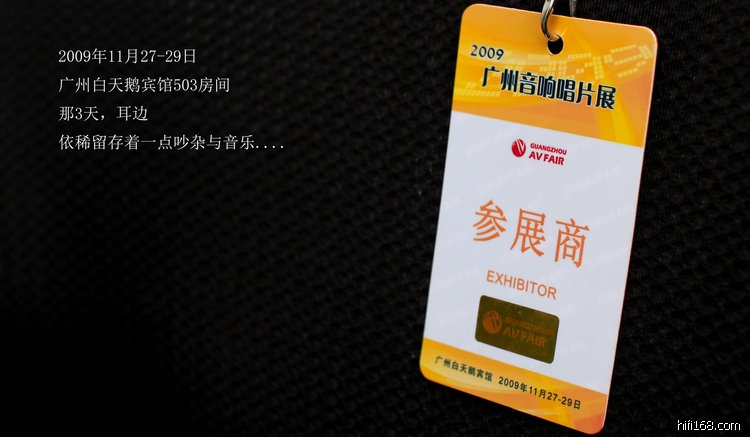 2009年11月27-29日
广州白天鹅宾馆503房间
那3天，耳边
依稀留存着一点吵杂与音乐....
2009
广州音响唱片展
GUANGZHOU
AV FAIR
参展商
EXHIBITOR
GUANGZHOU
AV FAIR
广州白天鹅宾馆 2009年11月27-29日
hifi168.com